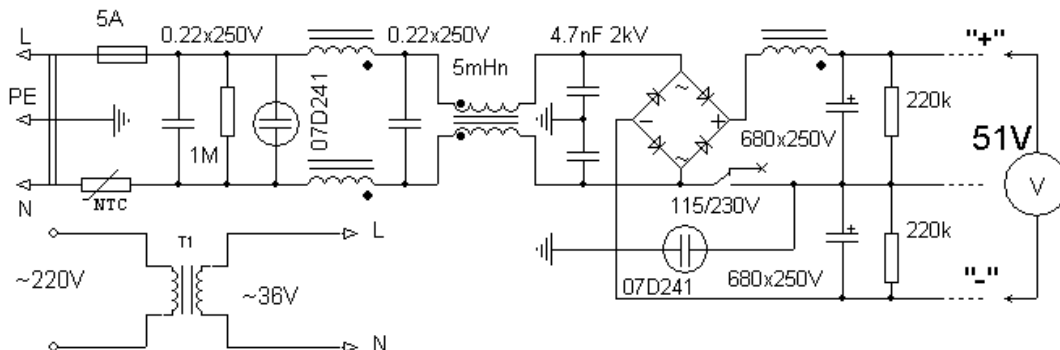 5A
L
0.22x250V
0.22x250V
4.7nF 2kV
"+"
5mHn
PE
07D241
~
220k
1M
-
+
680x250V
51V
V
~
N
NTC
115/230V
T1
L
220k
~220V
~36V
07D241
680x250V
"-"
N